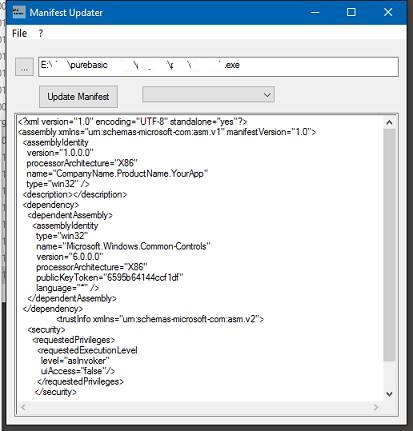 Manifest Updater
File ?
... E:\ \purebasic \ \p \ .exe
Update Manifest
<?xml version="1.0" encoding="UTF-8" standalone="yes"?>
<assembly xmlns="urn:schemas-microsoft-com:asm.v1" manifestVersion="1.0">
<assemblyIdentity
version="1.0.0.0"
processorArchitecture="X86"
name="CompanyName.ProductName.YourApp"
type="win32" />
<description></description>
<dependency>
<dependentAssembly>
<assemblyIdentity
type="win32"
name="Microsoft.Windows.Common-Controls"
version="6.0.0.0"
processorArchitecture="X86"
publicKeyToken="6595b64144ccf1df"
language="*" />
</dependentAssembly>
</dependency>
<trustInfo xmlns="urn:schemas-microsoft-com:asm.v2">
<security>
<requestedPrivileges>
<requestedExecutionLevel
level="asInvoker"
uiAccess="false"/>
</requestedPrivileges>
</security>